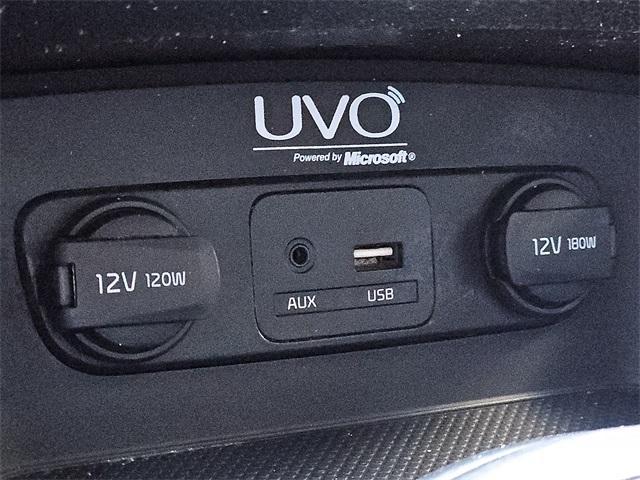 UVO
Powered by Microsoft®
12V 120W
AUX USB
12V 180W